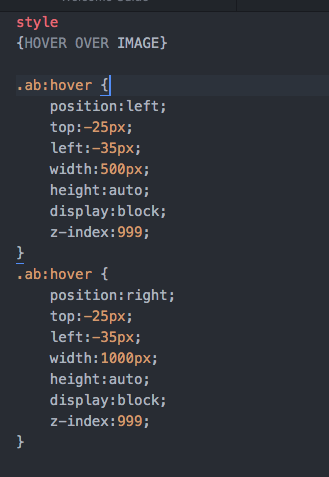 style
{HOVER OVER IMAGE}
.ab:hover {
position:left;
top:-25px;
left:-35px;
width:500px;
height:auto;
display:block;
z-index:999;
}
.ab:hover {
position:right;
top:-25px;
left:-35px;
width:1000px;
height:auto;
display:block;
z-index:999;
}